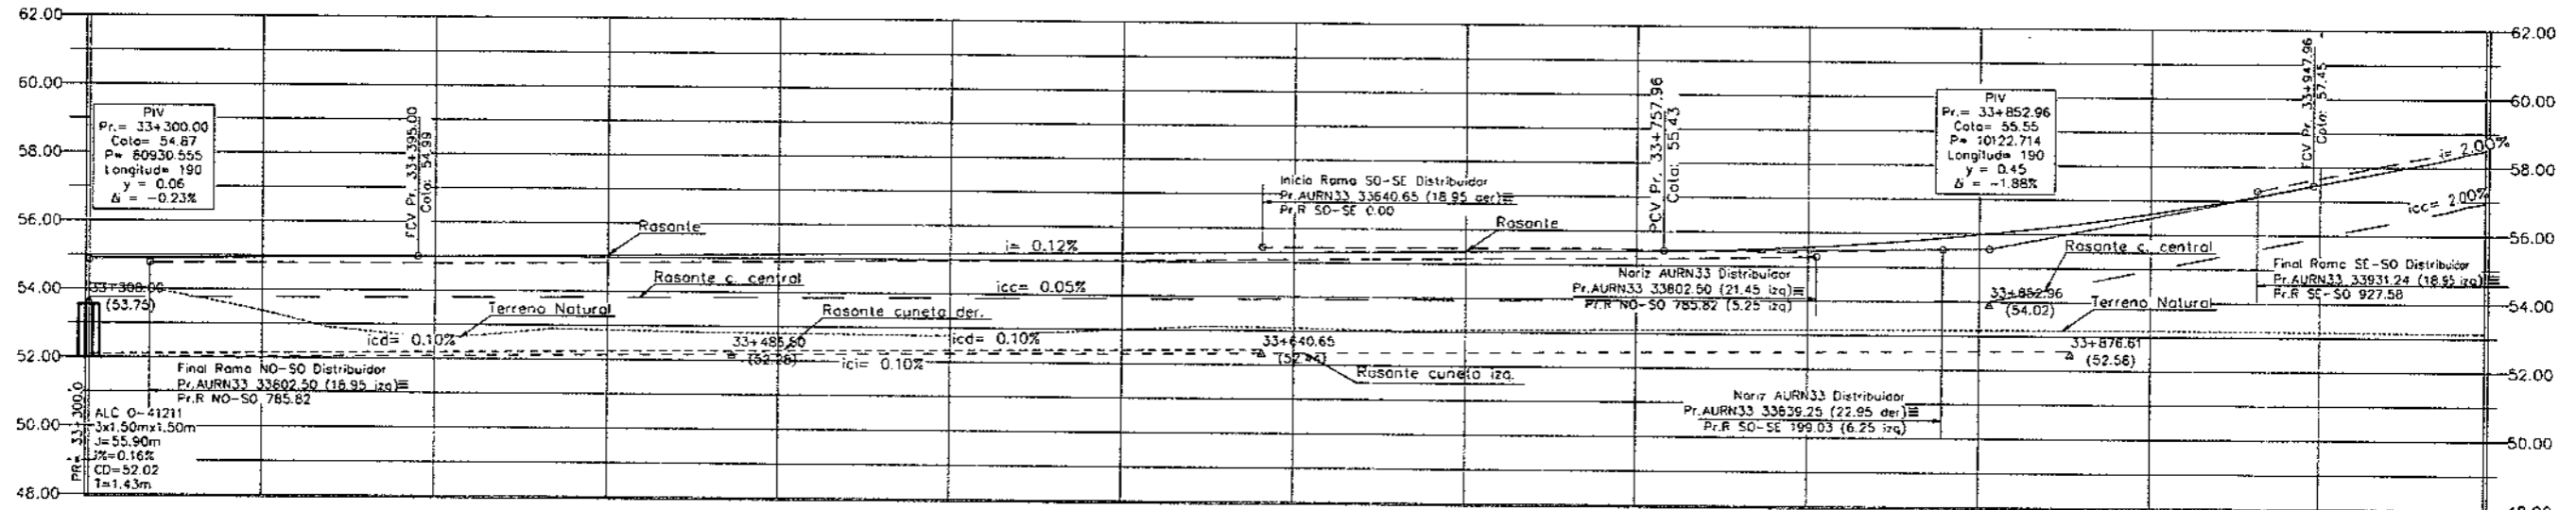 62.00
60.00
58.00
56.00
54.00
52.00
50.00
48.00
PIV
Pr.= 33+300.00
Cota= 54.87
P= 80930.555
Longitud= 190
y = 0.06
Δi = -0.23%
FCV Pr. 33+395.00
Cota: 54.99
Rasante
Rasante c. central
Terreno Natural
Rasante cuneta der.
33+300.00
(53.75)
icd= 0.10%
33+485.80
icd= 0.10%
ici= 0.10%
icc= 0.05%
i= 0.12%
Final Rama NO-SO Distribuidor
Pr.AURN33 33602.50 (18.95 izq)≡
Pr.R NO-SO 785.82
PR= 33+300.0
ALC O-41211
3x1.50mx1.50m
J=55.90m
i%=0.16%
CD=52.02
T=1.43m
Inicio Rama SO-SE Distribuidor
Pr.AURN33 33640.65 (18.95 der)≡
Pr.R SO-SE 0.00
Rasante
33+640.65
Rasante cuneta izq.
PCV Pr. 33+757.96
Cota: 55.43
Nariz AURN33 Distribuidor
Pr.AURN33 33802.50 (21.45 izq)≡
Pr.R NO-SO 785.82 (5.25 izq)
Nariz AURN33 Distribuidor
Pr.AURN33 33839.25 (22.95 der)≡
Pr.R SO-SE 199.03 (6.25 izq)
PIV
Pr.= 33+852.96
Cota= 55.55
P= 10122.714
Longitud= 190
y = 0.45
Δi = -1.88%
33+852.96
(54.02)
Rasante c. central
Terreno Natural
33+876.61
(52.58)
FCV Pr. 33+947.96
Cota: 57.45
i= 2.00%
icc= 2.00%
Final Rama SE-SO Distribuidor
Pr.AURN33 33931.24 (18.95 izq)≡
Pr.R SE-SO 927.58
62.00
60.00
58.00
56.00
54.00
52.00
50.00